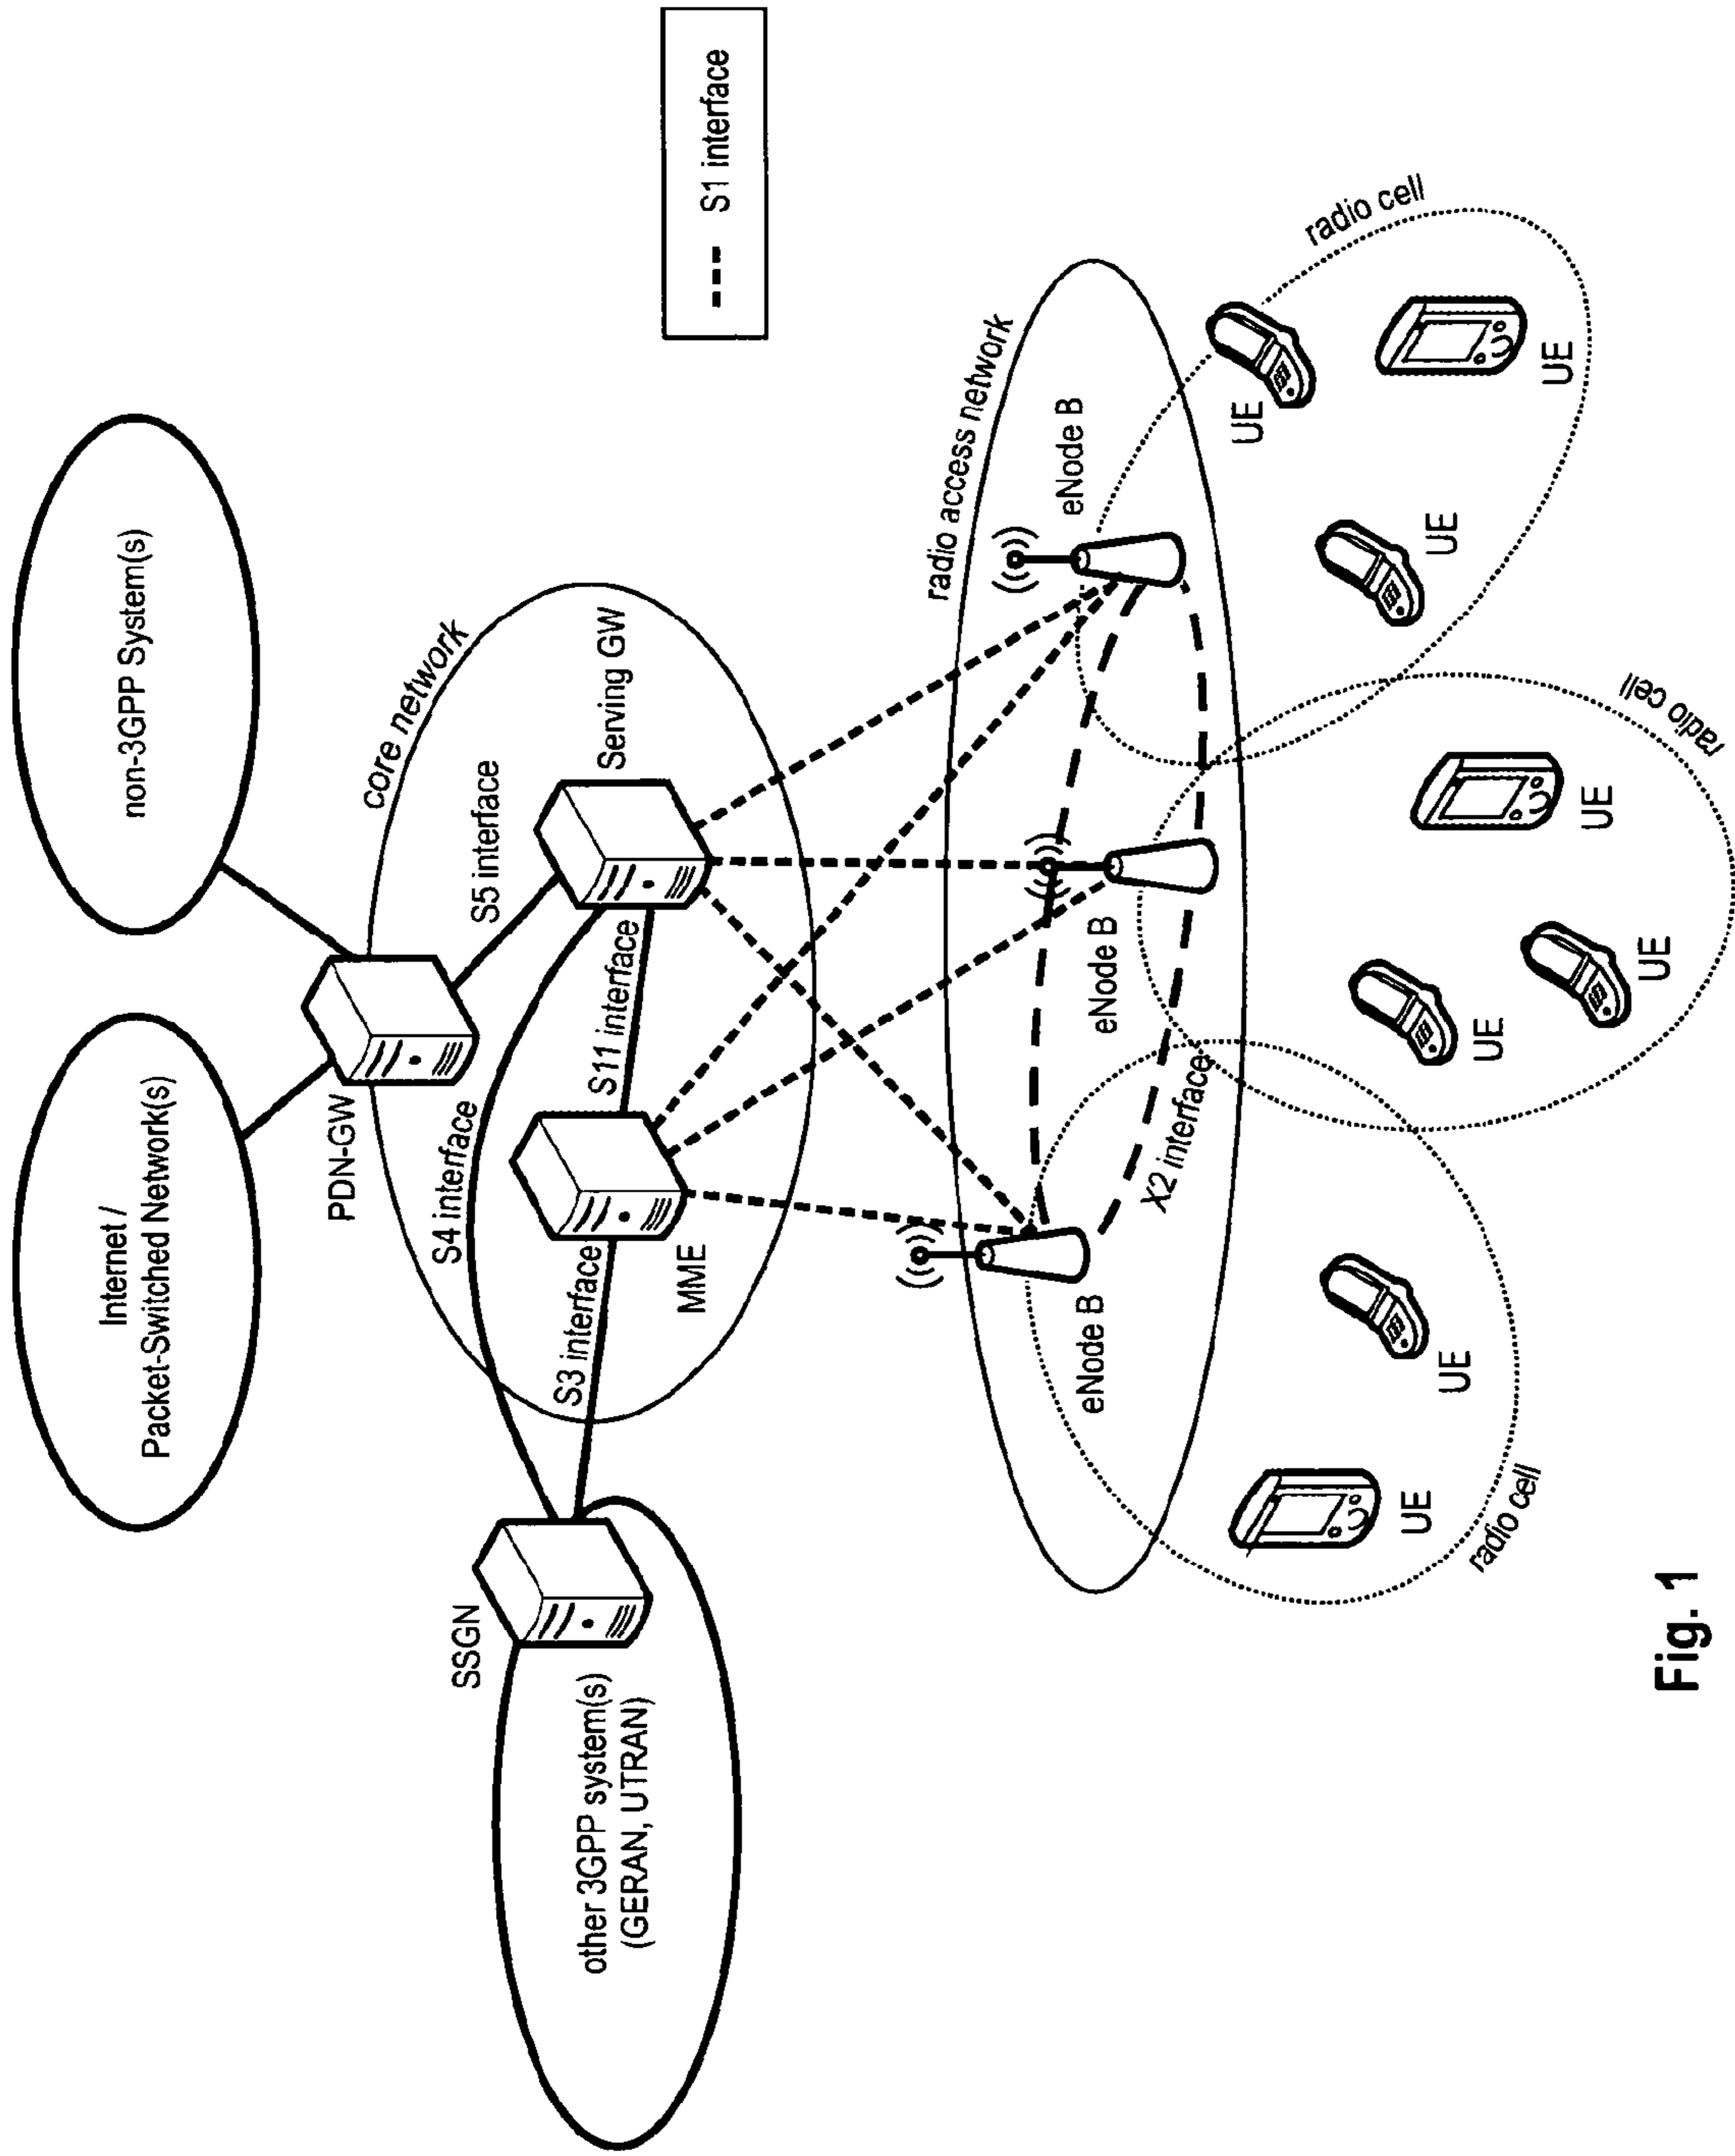 Internet /
Packet-Switched Network(s)
non-3GPP System(s)
PDN-GW
core network
S5 interface
S4 interface
Serving GW
S11 interface
SSGN
S3 interface
MME
other 3GPP system(s)
(GERAN, UTRAN)
S1 interface
radio access network
eNode B
eNode B
eNode B
X2 interface
radio cell
UE
UE
UE
UE
UE
UE
UE
UE
radio cell
radio cell
Fig. 1